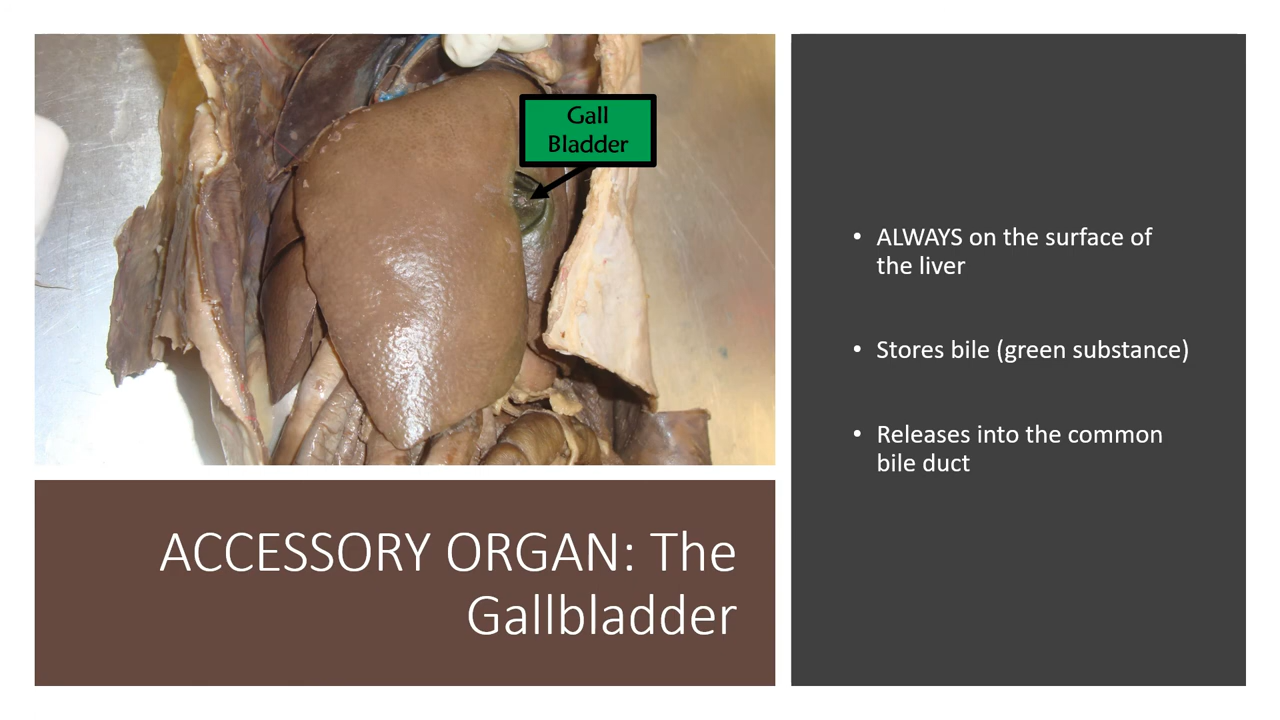 Gall
Bladder
ACCESSORY ORGAN: The
Gallbladder
• ALWAYS on the surface of
the liver
• Stores bile (green substance)
• Releases into the common
bile duct